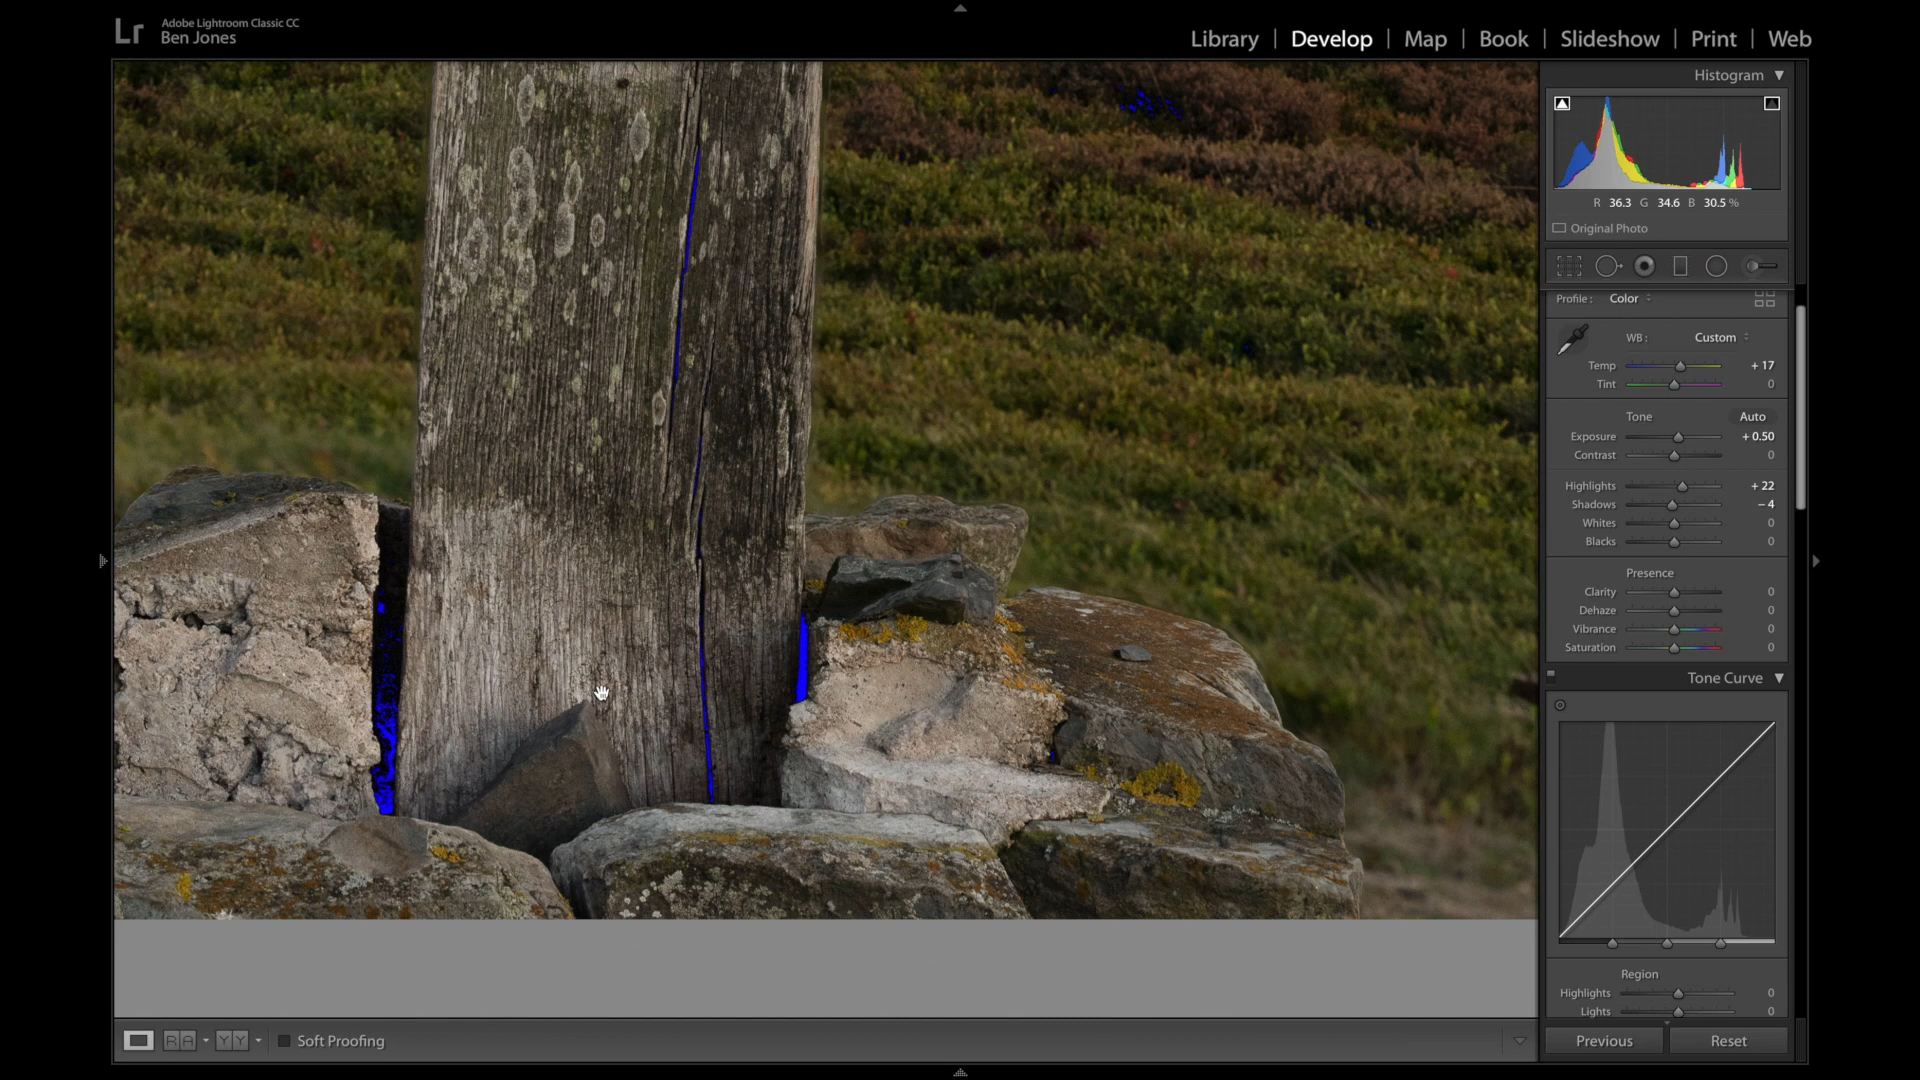 Lr
Adobe Lightroom Classic CC
Ben Jones
Library | Develop | Map | Book | Slideshow | Print | Web
Histogram
R 36.3 G 34.6 B 30.5 %
Original Photo
Profile : Color
WB : Custom
Temp + 17
Tint 0
Tone Auto
Exposure + 0.50
Contrast 0
Highlights + 22
Shadows – 4
Whites 0
Blacks 0
Presence
Clarity 0
Dehaze 0
Vibrance 0
Saturation 0
Tone Curve
Region
Highlights 0
Lights 0
R A Y Y Soft Proofing
Previous Reset